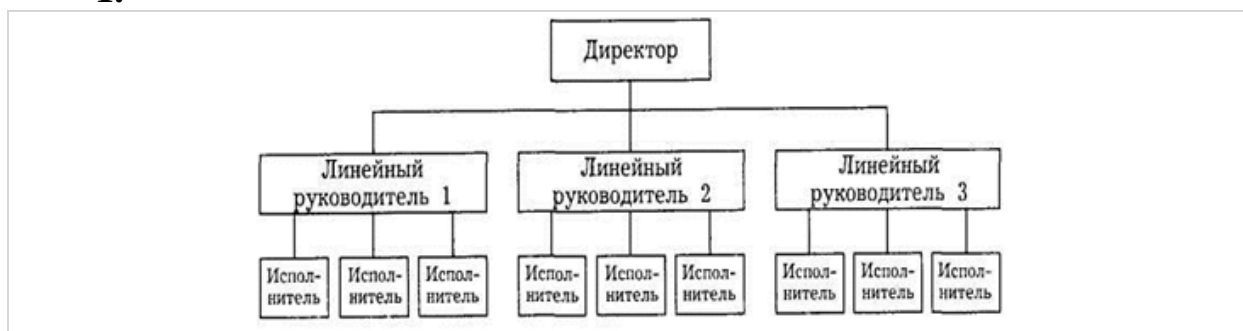 Директор
Линейный
руководитель 1
Линейный
руководитель 2
Линейный
руководитель 3
Испол-
нитель
Испол-
нитель
Испол-
нитель
Испол-
нитель
Испол-
нитель
Испол-
нитель
Испол-
нитель
Испол-
нитель
Испол-
нитель